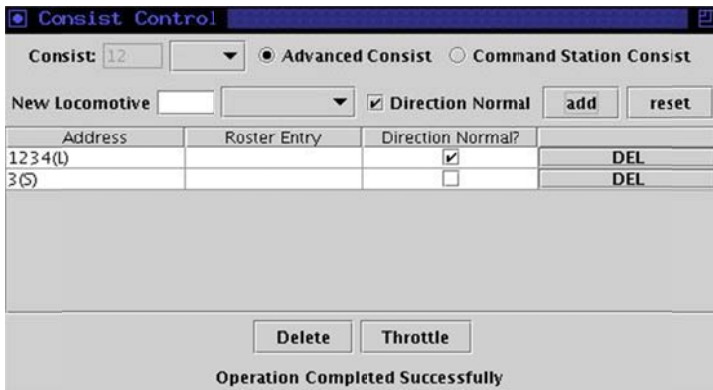 Consist Control
Consist: 12 Advanced Consist Command Station Consist
New Locomotive Direction Normal add reset
Address Roster Entry Direction Normal?
1234(L) DEL
3(S) DEL
Delete Throttle
Operation Completed Successfully